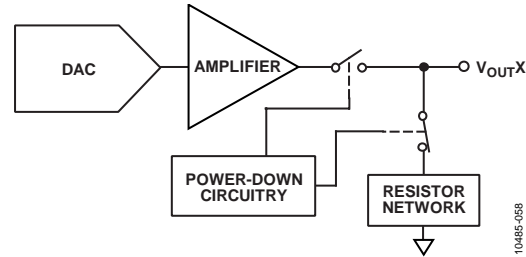 DAC
AMPLIFIER
VOUTX
POWER-DOWN
CIRCUITRY
RESISTOR
NETWORK
10485-058